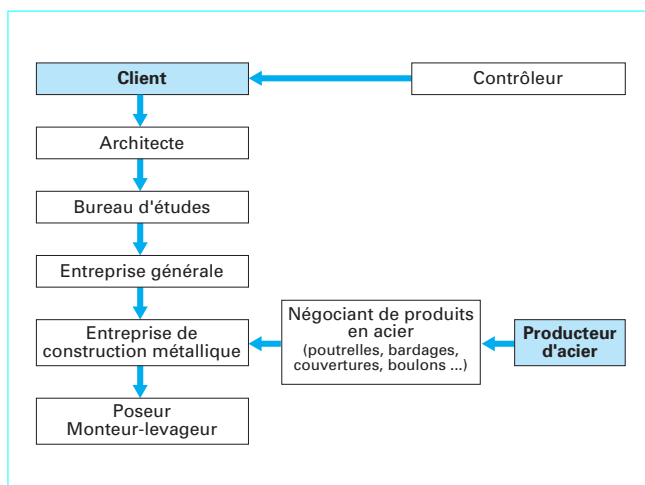 Client
Contrôleur
Architecte
Bureau d'études
Entreprise générale
Entreprise de
construction métallique
Négociant de produits
en acier
(poutrelles, bardages,
couvertures, boulons ...)
Producteur
d'acier
Poseur
Monteur-levageur